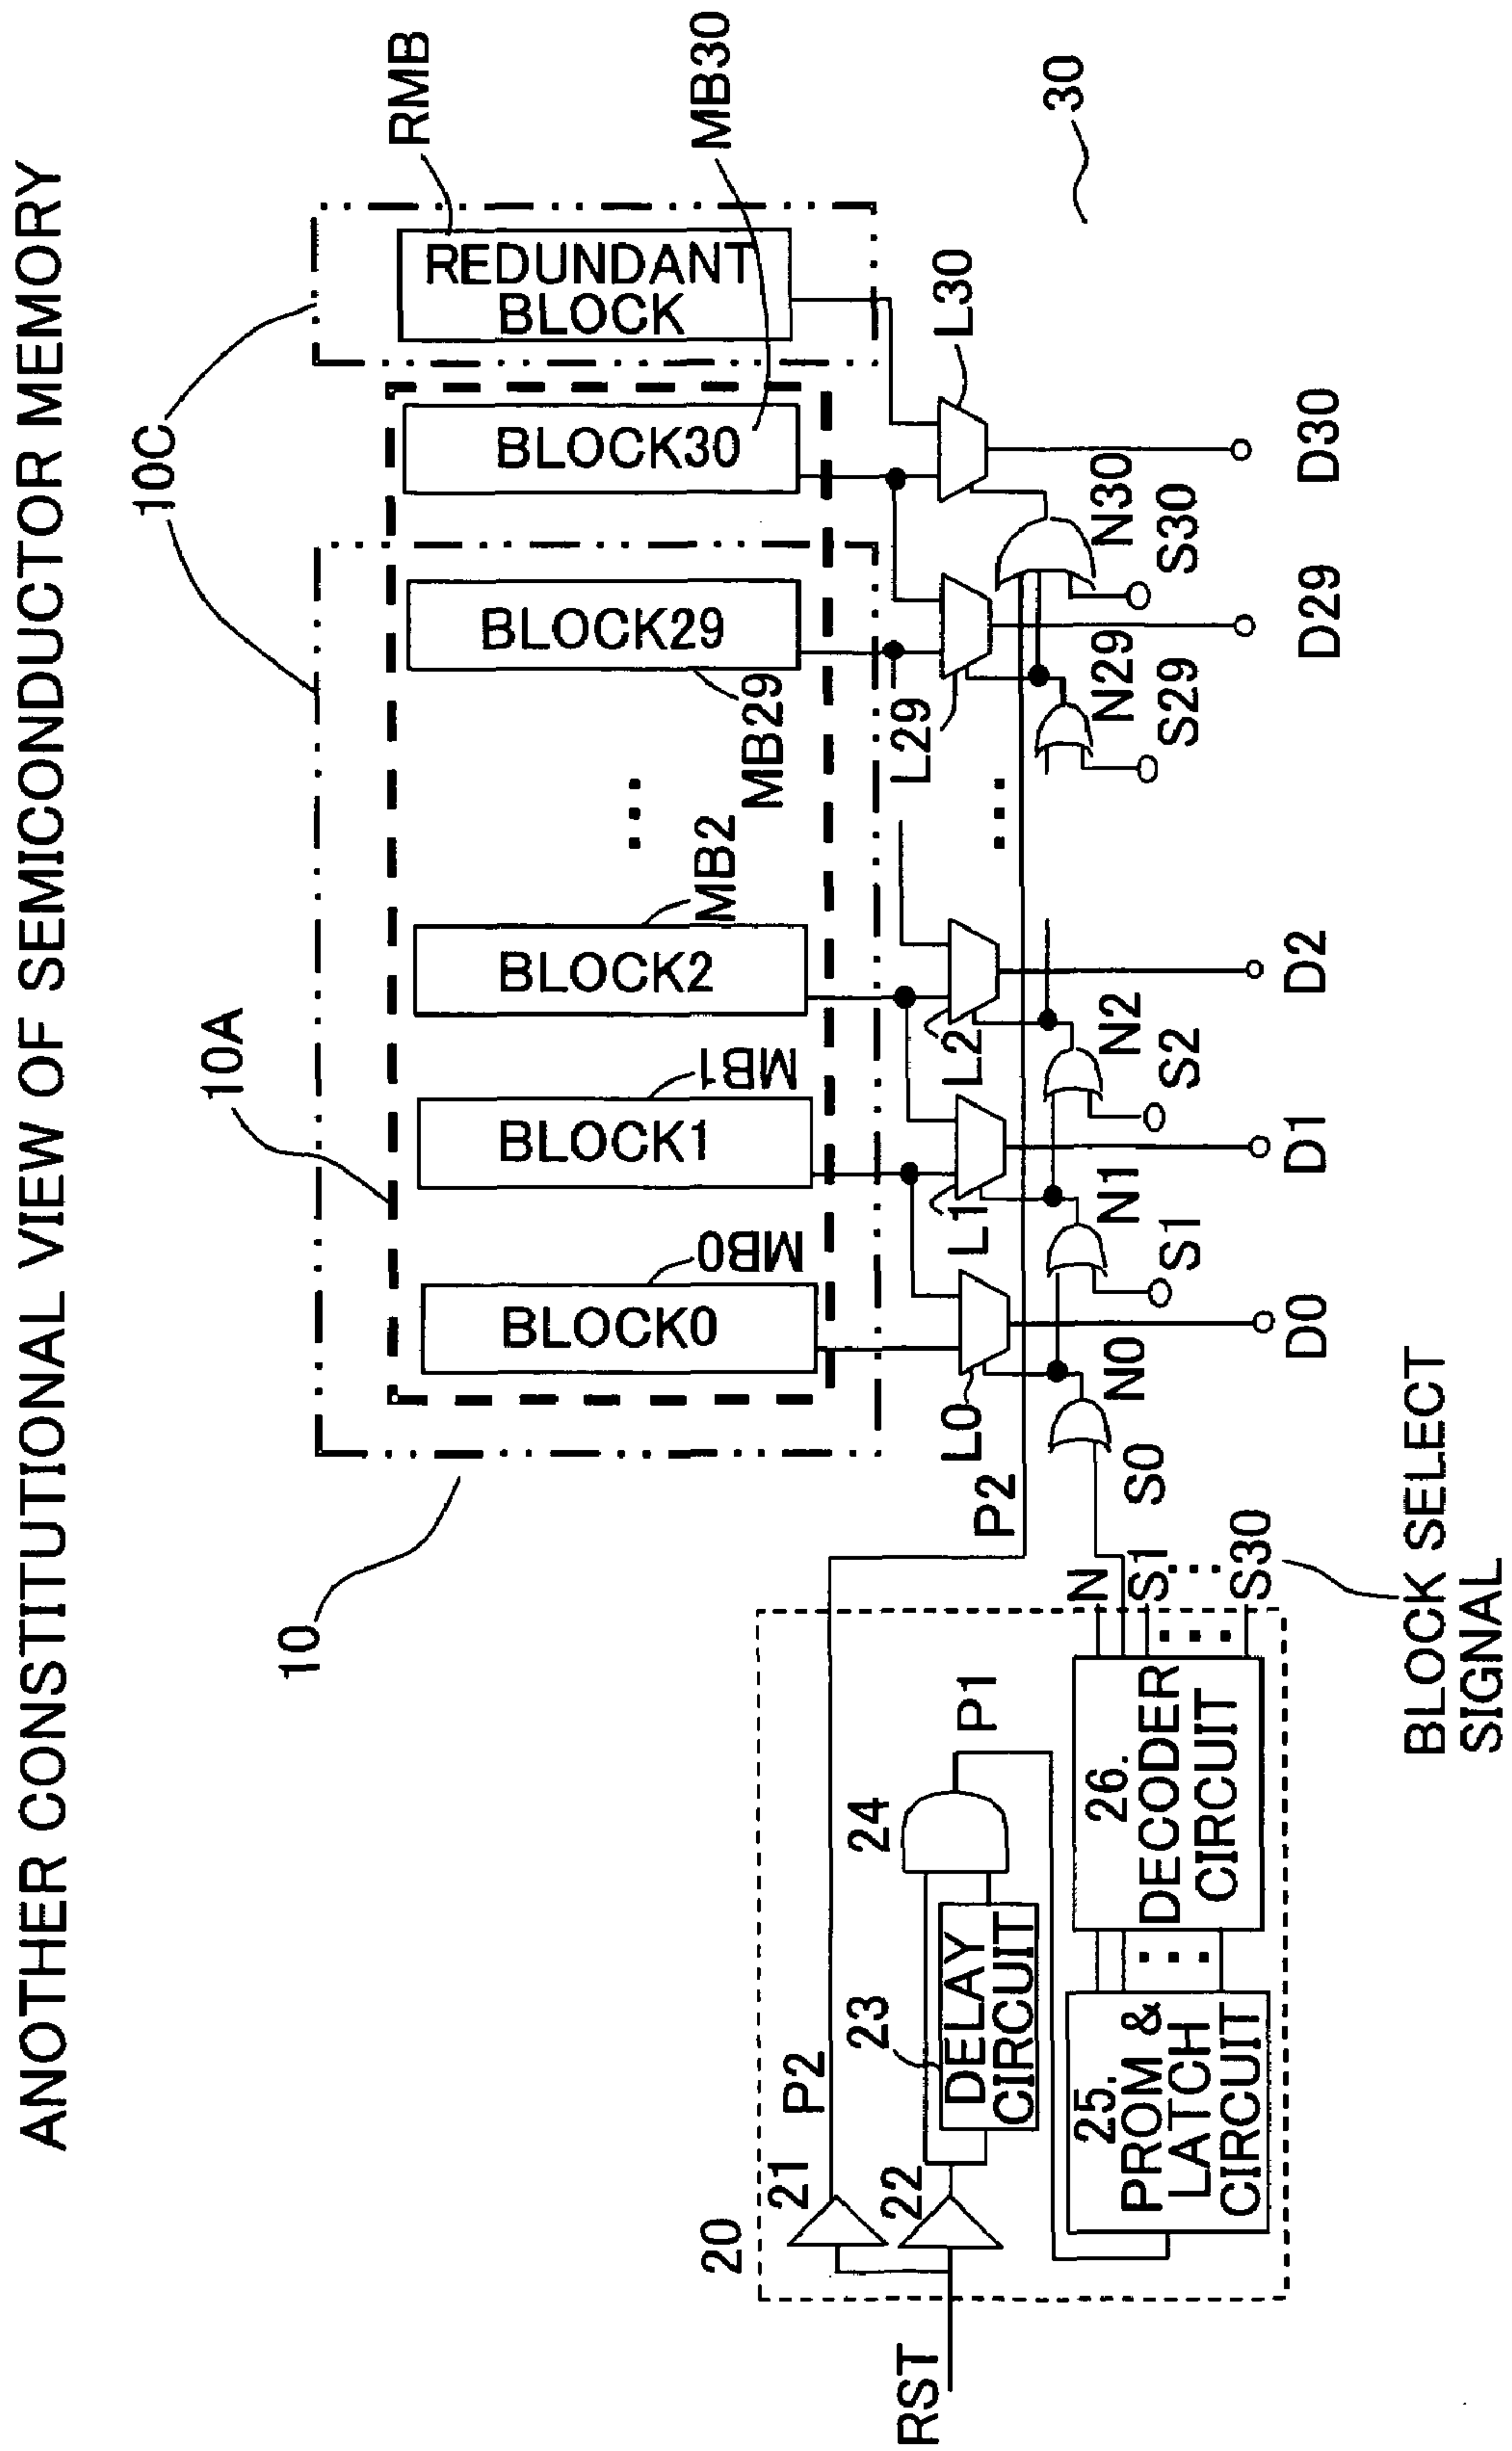 ANOTHER CONSTITUTIONAL VIEW OF SEMICONDUCTOR MEMORY
10C
10A
10
RMB
MB30
REDUNDANT
BLOCK
BLOCK0
BLOCK1
BLOCK2
BLOCK29
BLOCK30
MB0
MB1
MB2
MB29
L0
L1
L2
L29
L30
30
P2
N0
N1
N2
N29
N30
S0
S1
S2
S29
S30
D0
D1
D2
D29
D30
20
RST
21
P2
22
23
DELAY
CIRCUIT
24
P1
25.
PROM &
LATCH
CIRCUIT
26.
DECODER
CIRCUIT
N
S1
S30
BLOCK SELECT
SIGNAL